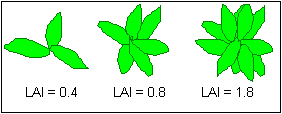 LAI = 0.4 LAI = 0.8 LAI = 1.8